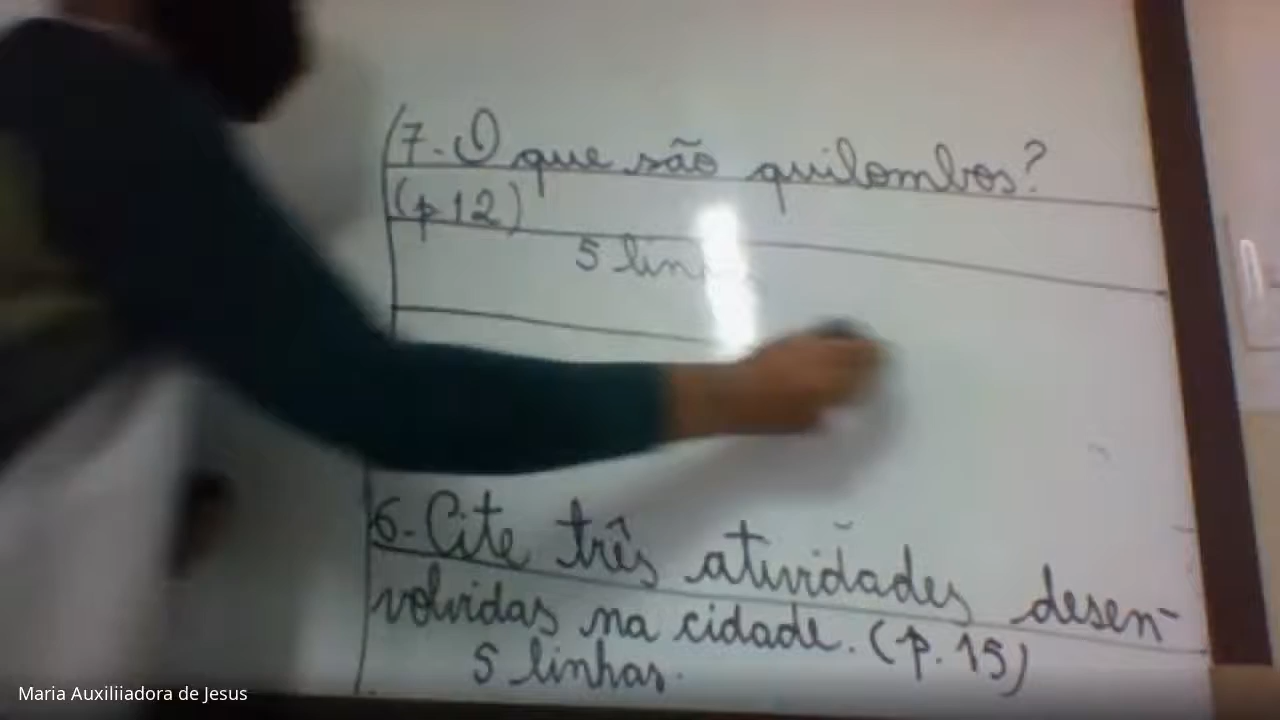 7. O que são quilombos?
(p 12)
5 lin
6. Cite três atividades desen-
volvidas na cidade. (p. 15)
5 linhas.
Maria Auxiliiadora de Jesus